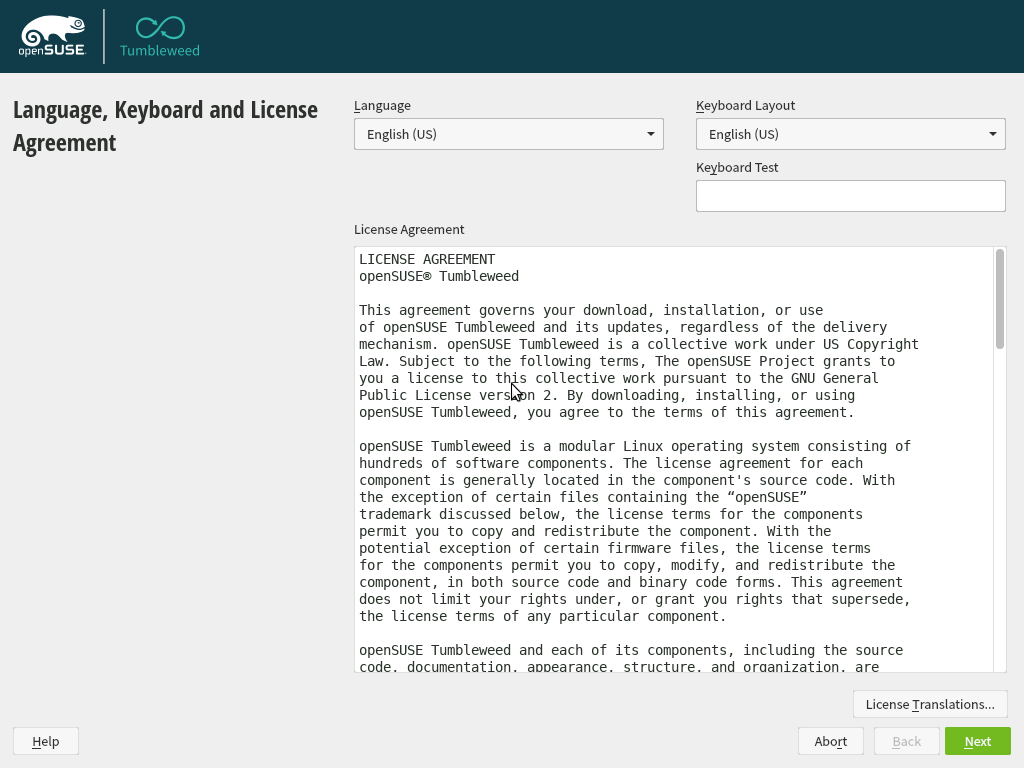 openSUSE
Tumbleweed
Language, Keyboard and License
Agreement
Language
Keyboard Layout
English (US)
English (US)
Keyboard Test
License Agreement
LICENSE AGREEMENT
openSUSE® Tumbleweed
This agreement governs your download, installation, or use
of openSUSE Tumbleweed and its updates, regardless of the delivery
mechanism. openSUSE Tumbleweed is a collective work under US Copyright
Law. Subject to the following terms, The openSUSE Project grants to
you a license to this collective work pursuant to the GNU General
Public License version 2. By downloading, installing, or using
openSUSE Tumbleweed, you agree to the terms of this agreement.
openSUSE Tumbleweed is a modular Linux operating system consisting of
hundreds of software components. The license agreement for each
component is generally located in the component's source code. With
the exception of certain files containing the “openSUSE”
trademark discussed below, the license terms for the components
permit you to copy and redistribute the component. With the
potential exception of certain firmware files, the license terms
for the components permit you to copy, modify, and redistribute the
component, in both source code and binary code forms. This agreement
does not limit your rights under, or grant you rights that supersede,
the license terms of any particular component.
openSUSE Tumbleweed and each of its components, including the source
code, documentation, appearance, structure, and organization, are
License Translations...
Help
Abort
Back
Next